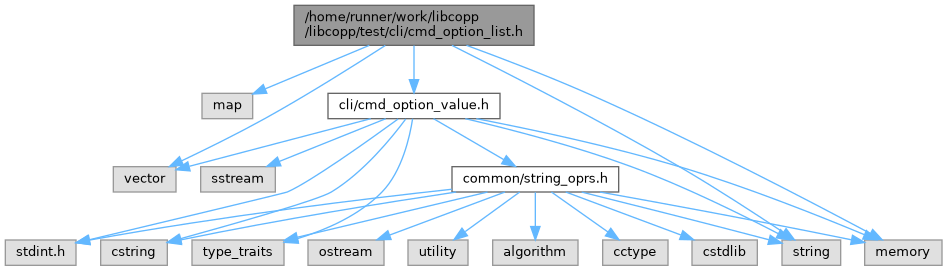 /home/runner/work/libcopp
/libcopp/test/cli/cmd_option_list.h
map
cli/cmd_option_value.h
vector
sstream
common/string_oprs.h
stdint.h
cstring
type_traits
ostream
utility
algorithm
cctype
cstdlib
string
memory